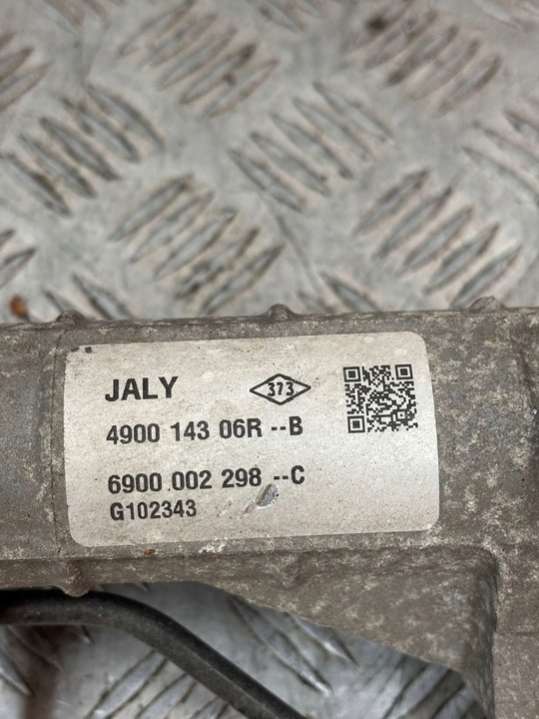 JALY 373
4900 143 06R --B
6900 002 298 --C
G102343